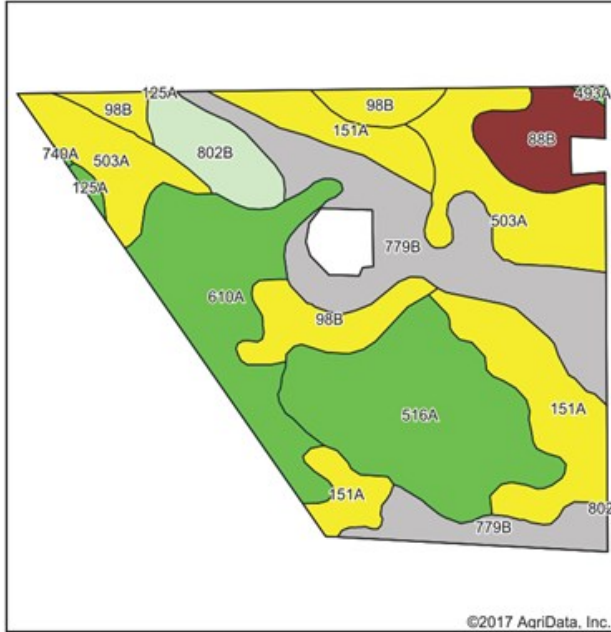 125A
493A
98B
98B
151A
88B
740A
503A
802B
125A
503A
779B
610A
98B
516A
151A
151A
802
779B
©2017 AgriData, Inc.